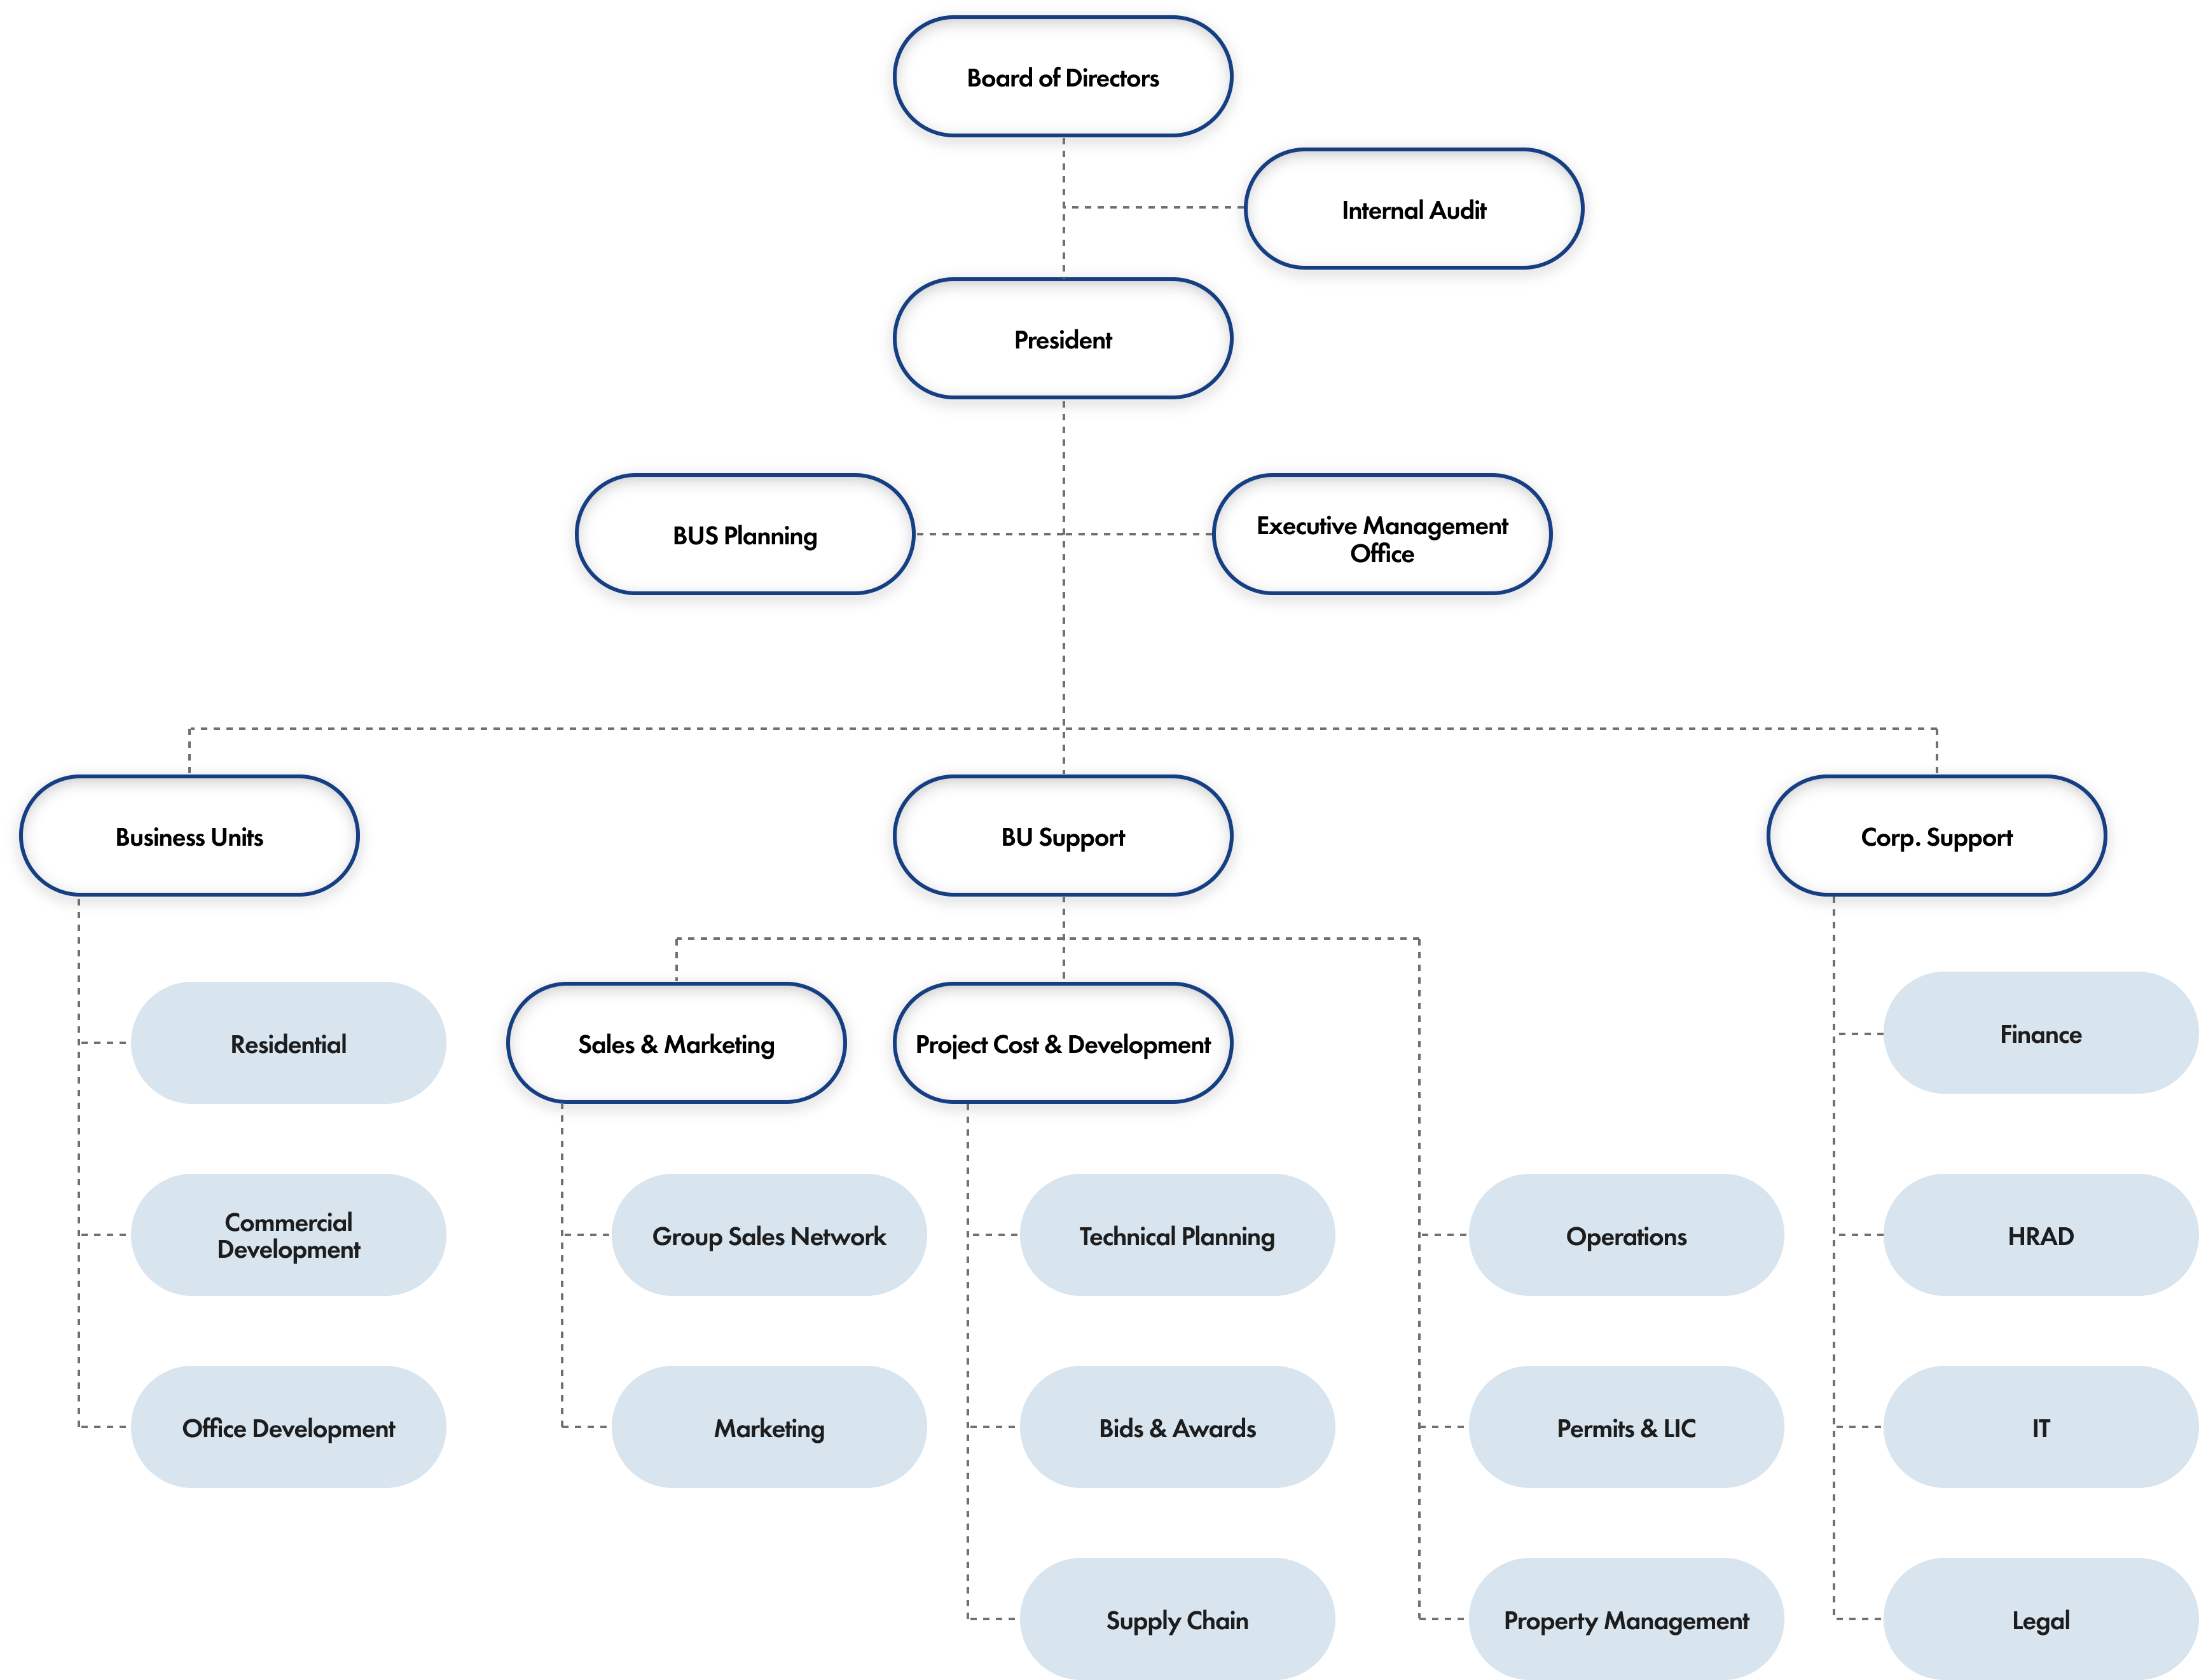 Board of Directors
Internal Audit
President
BUS Planning
Executive Management
Office
Business Units
BU Support
Corp. Support
Residential
Commercial
Development
Office Development
Sales & Marketing
Group Sales Network
Marketing
Project Cost & Development
Technical Planning
Bids & Awards
Supply Chain
Operations
Permits & LIC
Property Management
Finance
HRAD
IT
Legal